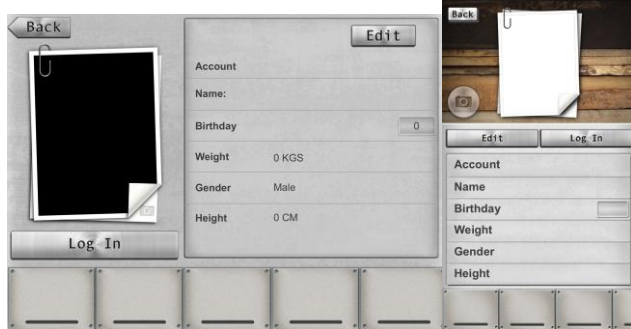 Back
Edit
Account
Name:
Birthday 0
Weight 0 KGS
Gender Male
Height 0 CM
Log In
Back
Edit Log In
Account
Name
Birthday
Weight
Gender
Height